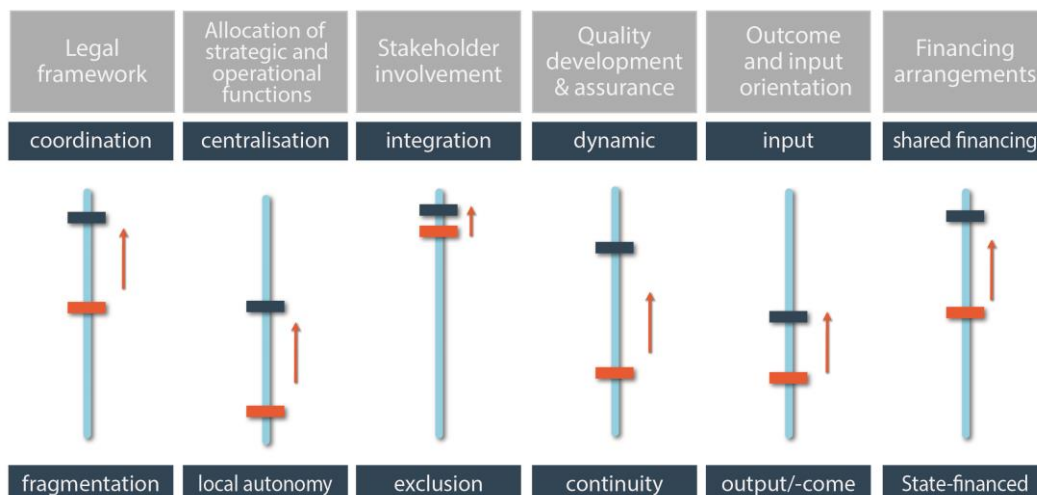 Legal
framework
Allocation of
strategic and
operational
functions
Stakeholder
involvement
Quality
development
& assurance
Outcome
and input
orientation
Financing
arrangements
coordination
centralisation
integration
dynamic
input
shared financing
fragmentation
local autonomy
exclusion
continuity
output/-come
State-financed